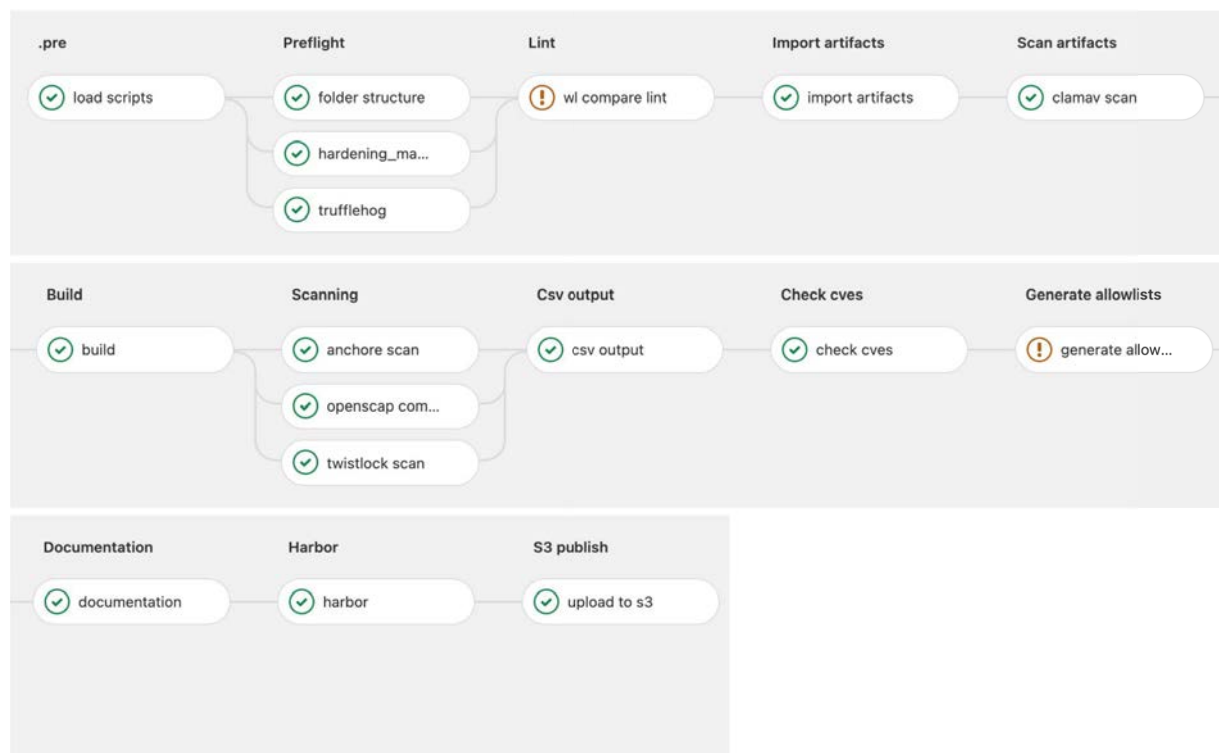 .pre
Preflight
Lint
Import artifacts
Scan artifacts
load scripts
folder structure
wl compare lint
import artifacts
clamav scan
hardening_ma...
trufflehog
Build
Scanning
Csv output
Check cves
Generate allowlists
build
anchore scan
csv output
check cves
generate allow...
openscap com...
twistlock scan
Documentation
Harbor
S3 publish
documentation
harbor
upload to s3